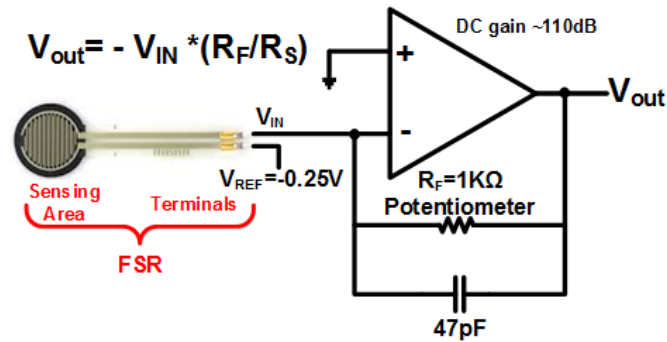 DC gain ~110dB
Vout= - VIN *(RF/RS)
+
Vout
VIN
-
VREF=-0.25V
RF=1KΩ
Potentiometer
Sensing
Area
Terminals
FSR
47pF